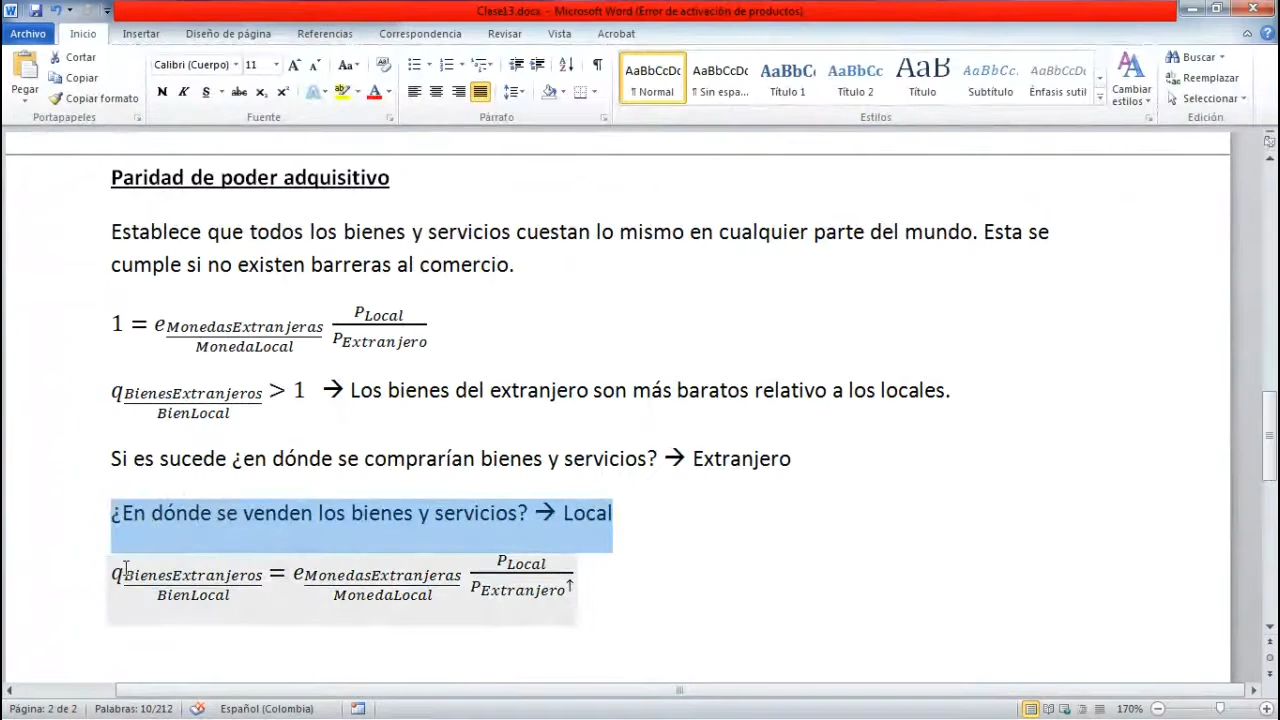 Clase13.docx - Microsoft Word (Error de activación de productos)
Archivo Inicio Insertar Diseño de página Referencias Correspondencia Revisar Vista Acrobat
Pegar
Cortar
Copiar
Copiar formato
Portapapeles
Calibri (Cuerpo) 11
Fuente
Párrafo
AaBbCcDc AaBbCcDc AaBbC AaBbCc AaB AaBbCc. AaBbCcDc
¶ Normal ¶ Sin espa... Título 1 Título 2 Título Subtítulo Énfasis sutil
Cambiar estilos
Estilos
Buscar
Reemplazar
Seleccionar
Edición
Paridad de poder adquisitivo
Establece que todos los bienes y servicios cuestan lo mismo en cualquier parte del mundo. Esta se
cumple si no existen barreras al comercio.
1 = e MonedasExtranjeras/MonedaLocal P Local/P Extranjero
q BienesExtranjeros/BienLocal > 1 → Los bienes del extranjero son más baratos relativo a los locales.
Si es sucede ¿en dónde se comprarían bienes y servicios? → Extranjero
¿En dónde se venden los bienes y servicios? → Local
q BienesExtranjeros/BienLocal = e MonedasExtranjeras/MonedaLocal P Local/P Extranjero↑
Página: 2 de 2 Palabras: 10/212 Español (Colombia) 170%